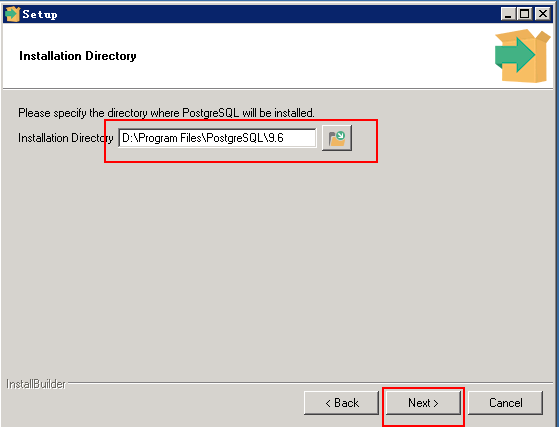 Setup
Installation Directory
Please specify the directory where PostgreSQL will be installed.
Installation Directory D:\Program Files\PostgreSQL\9.6
InstallBuilder
< Back Next > Cancel